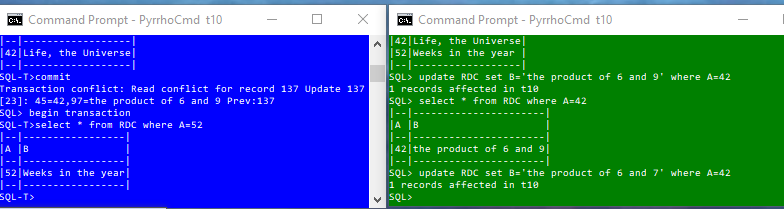 Command Prompt - PyrrhoCmd  t10
|--|------------------|
|42|Life, the Universe|
|--|------------------|
SQL-T>commit
Transaction conflict: Read conflict for record 137 Update 137
[23]: 45=42,97=the product of 6 and 9 Prev:137
SQL> begin transaction
SQL-T>select * from RDC where A=52
|--|-----------------|
|A |B                |
|--|-----------------|
|52|Weeks in the year|
|--|-----------------|
SQL-T>
Command Prompt - PyrrhoCmd  t10
|42|Life, the Universe|
|52|Weeks in the year |
|--|------------------|
SQL> update RDC set B='the product of 6 and 9' where A=42
1 records affected in t10
SQL> select * from RDC where A=42
|--|----------------------|
|A |B                     |
|--|----------------------|
|42|the product of 6 and 9|
|--|----------------------|
SQL> update RDC set B='the product of 6 and 7' where A=42
1 records affected in t10
SQL>